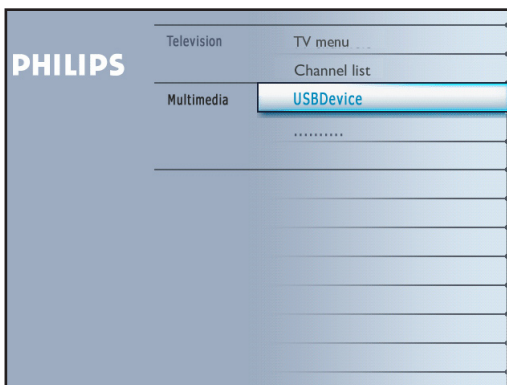 Television TV menu
PHILIPS
Channel list
Multimedia USBDevice
..........